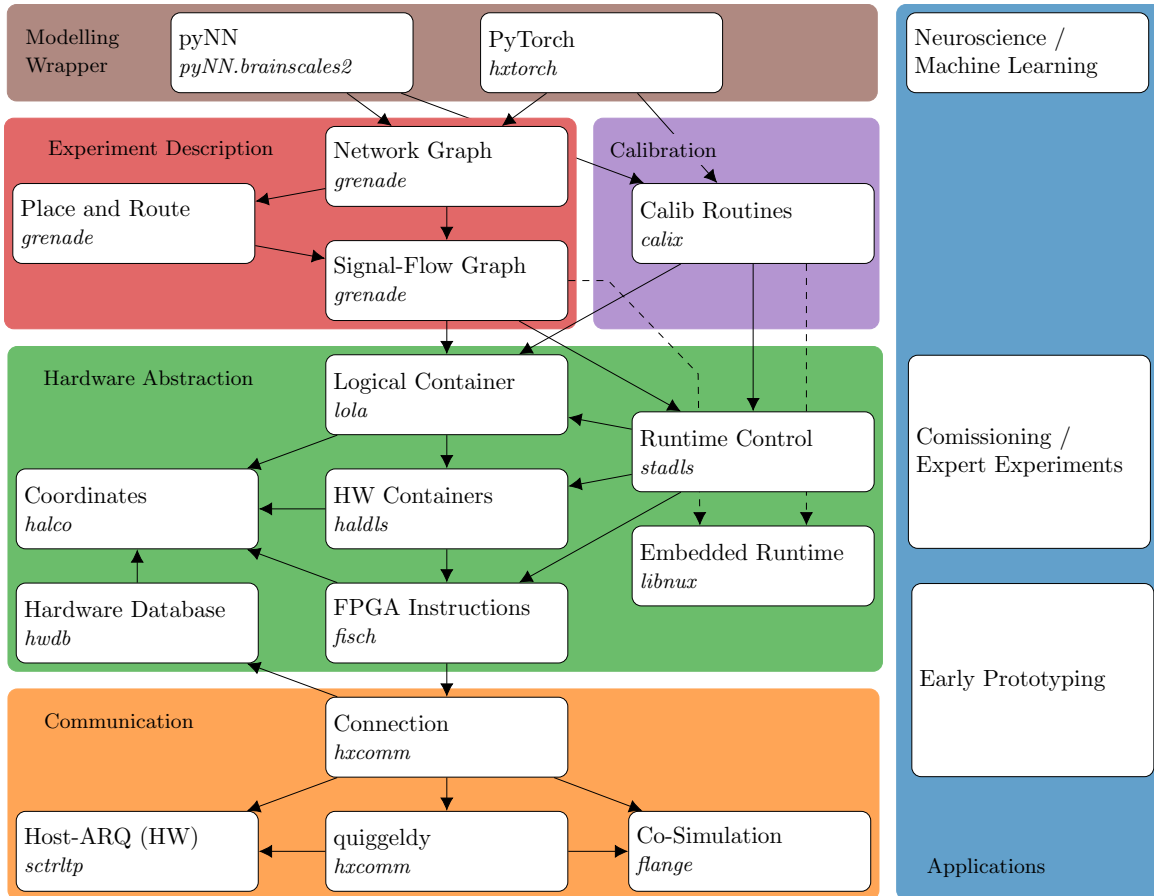 Modelling
Wrapper
pyNN
pyNN.brainscales2
PyTorch
hxtorch
Neuroscience /
Machine Learning
Experiment Description
Network Graph
grenade
Calibration
Place and Route
grenade
Calib Routines
calix
Signal-Flow Graph
grenade
Hardware Abstraction
Logical Container
lola
Runtime Control
stadls
Comissioning /
Expert Experiments
Coordinates
halco
HW Containers
haldls
Embedded Runtime
libnux
Hardware Database
hwdb
FPGA Instructions
fisch
Early Prototyping
Communication
Connection
hxcomm
Host-ARQ (HW)
sctrltp
quiggeldy
hxcomm
Co-Simulation
flange
Applications